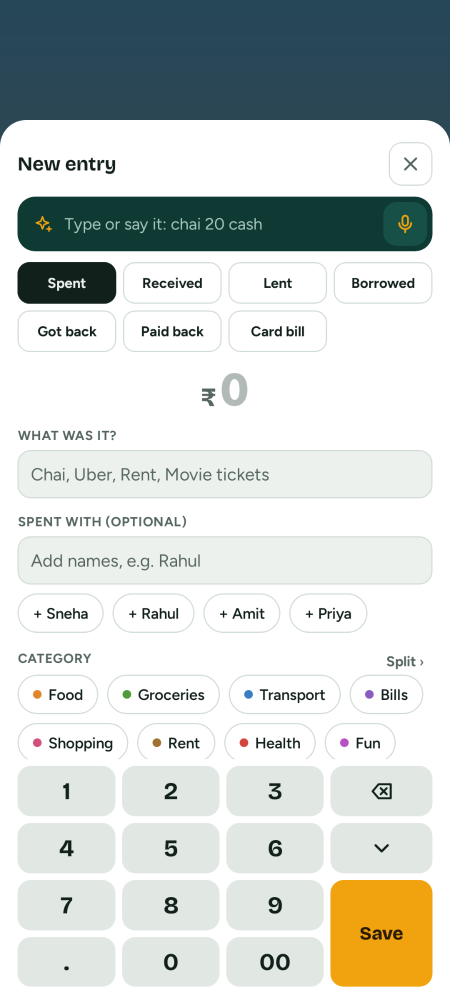 New entry
Type or say it: chai 20 cash
Spent Received Lent Borrowed
Got back Paid back Card bill
₹0
WHAT WAS IT?
Chai, Uber, Rent, Movie tickets
SPENT WITH (OPTIONAL)
Add names, e.g. Rahul
+ Sneha + Rahul + Amit + Priya
CATEGORY Split ›
Food Groceries Transport Bills
Shopping Rent Health Fun
1 2 3
4 5 6
7 8 9 Save
. 0 00